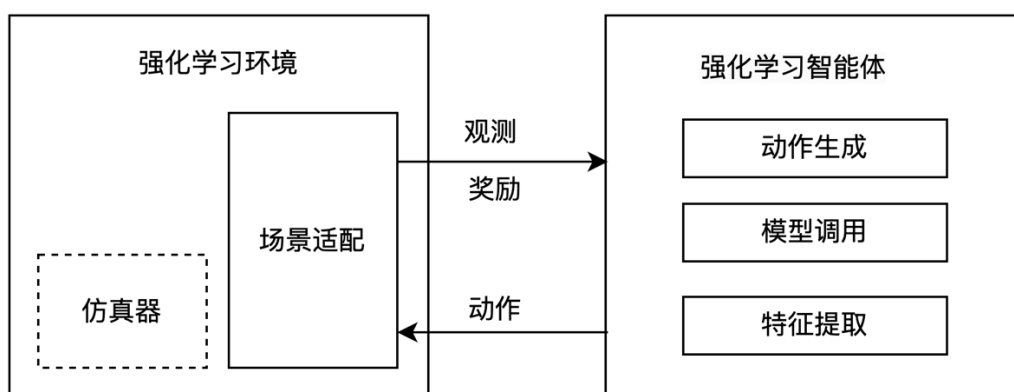 强化学习环境
场景适配
仿真器
观测
奖励
动作
强化学习智能体
动作生成
模型调用
特征提取